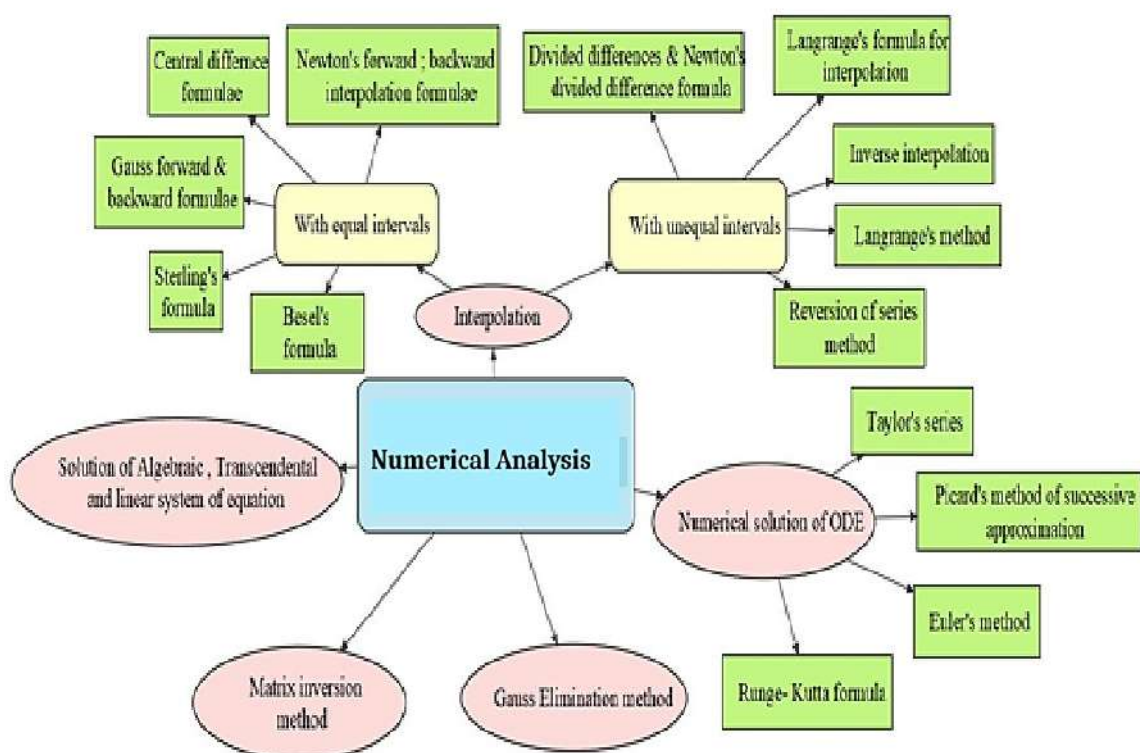 Central differnce
formulae
Newton's forward ; backward
interpolation formulae
Divided differences & Newton's
divided difference formula
Langrange's formula for
interpolation
Gauss forward &
backward formulae
With equal intervals
With unequal intervals
Inverse interpolation
Langrange's method
Sterling's
formula
Besel's
formula
Interpolation
Reversion of series
method
Numerical Analysis
Solution of Algebraic , Transcendental
and linear system of equation
Taylor's series
Numerical solution of ODE
Picard's method of successive
approximation
Euler's method
Runge- Kutta formula
Matrix inversion
method
Gauss Elimination method